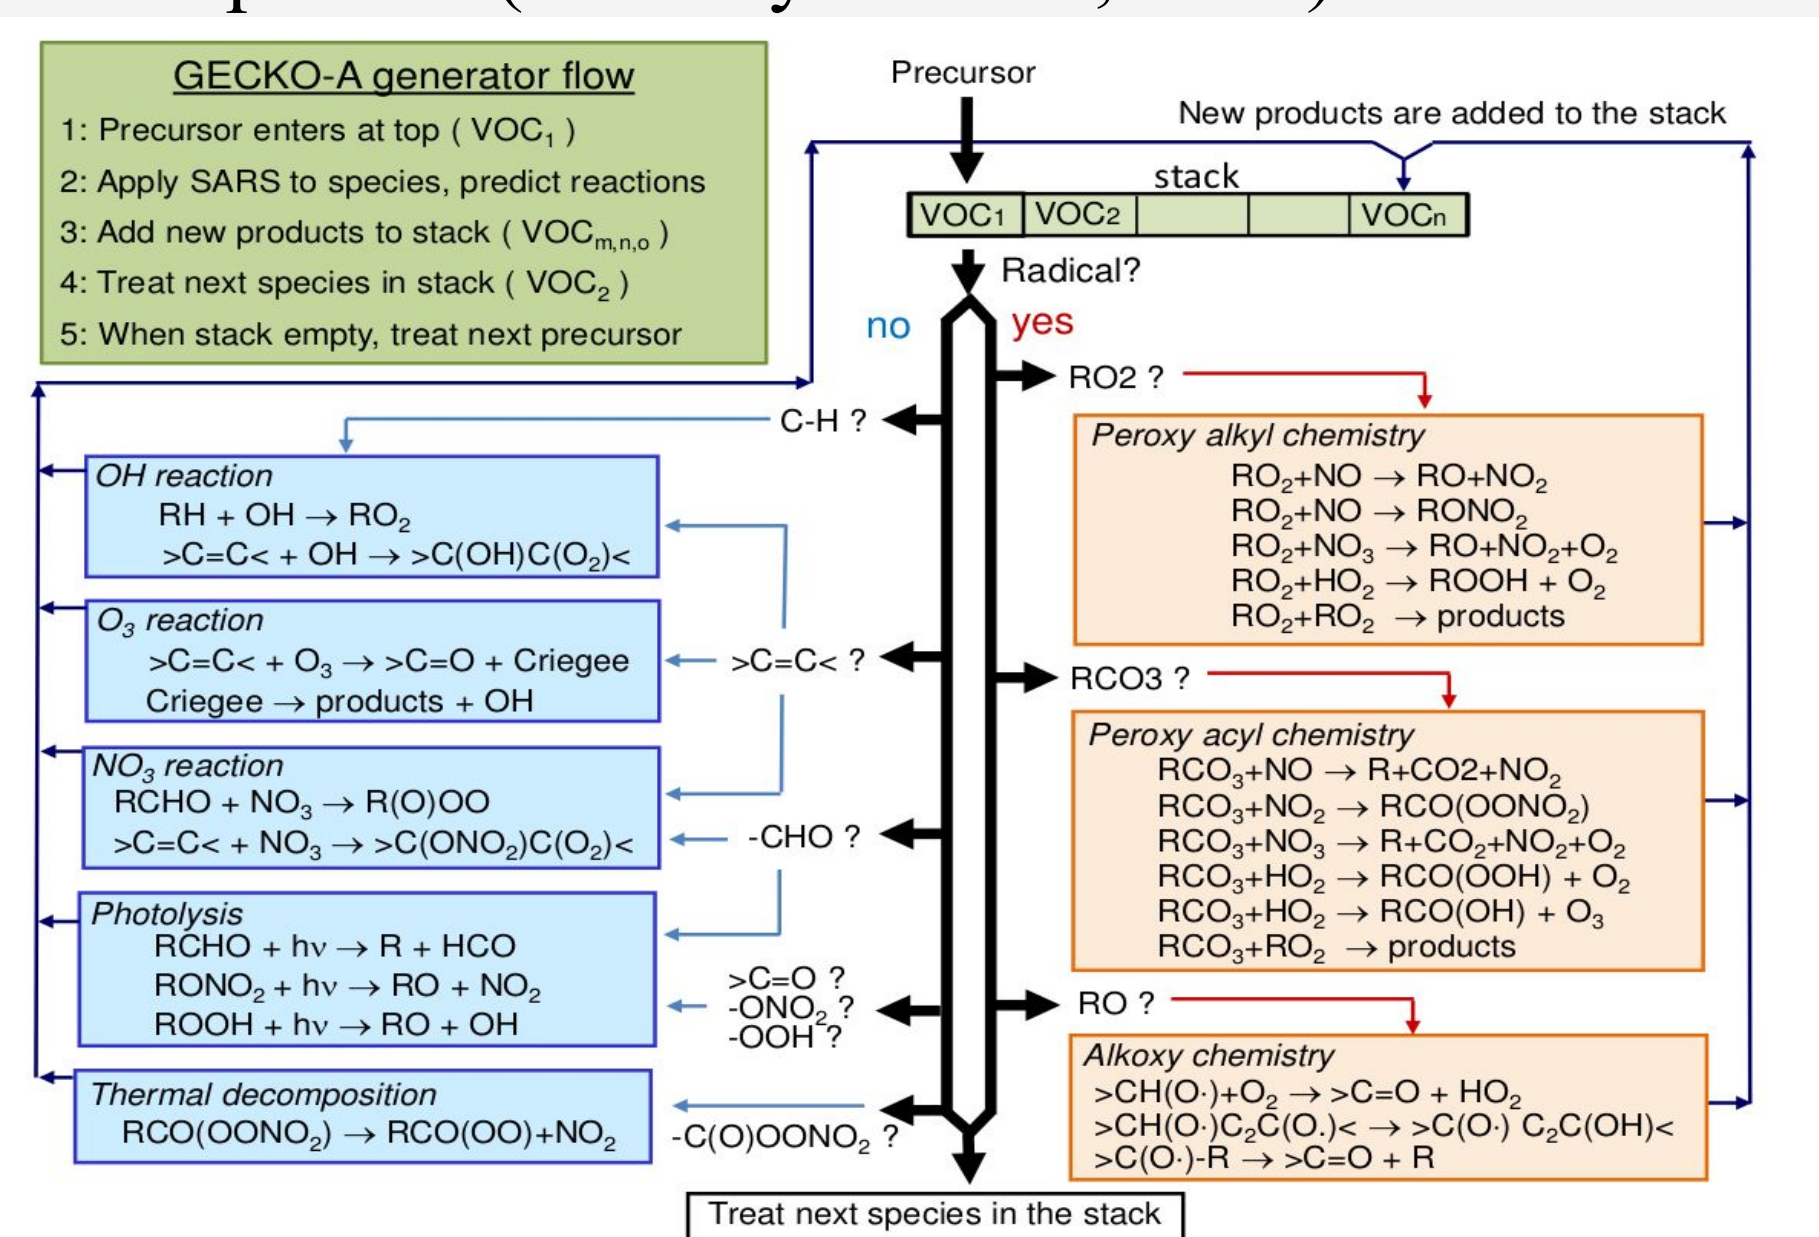 GECKO-A generator flow
1: Precursor enters at top ( VOC₁ )
2: Apply SARS to species, predict reactions
3: Add new products to stack ( VOCm,n,o )
4: Treat next species in stack ( VOC₂ )
5: When stack empty, treat next precursor
Precursor
New products are added to the stack
stack
VOC1 VOC2 VOCn
Radical?
no yes
C-H ?
OH reaction
RH + OH → RO₂
>C=C< + OH → >C(OH)C(O₂)<
O₃ reaction
>C=C< + O₃ → >C=O + Criegee
Criegee → products + OH
>C=C< ?
NO₃ reaction
RCHO + NO₃ → R(O)OO
>C=C< + NO₃ → >C(ONO₂)C(O₂)<
-CHO ?
Photolysis
RCHO + hν → R + HCO
RONO₂ + hν → RO + NO₂
ROOH + hν → RO + OH
>C=O ?
-ONO₂ ?
-OOH ?
Thermal decomposition
RCO(OONO₂) → RCO(OO)+NO₂
-C(O)OONO₂ ?
RO2 ?
Peroxy alkyl chemistry
RO₂+NO → RO+NO₂
RO₂+NO → RONO₂
RO₂+NO₃ → RO+NO₂+O₂
RO₂+HO₂ → ROOH + O₂
RO₂+RO₂ → products
RCO3 ?
Peroxy acyl chemistry
RCO₃+NO → R+CO2+NO₂
RCO₃+NO₂ → RCO(OONO₂)
RCO₃+NO₃ → R+CO₂+NO₂+O₂
RCO₃+HO₂ → RCO(OOH) + O₂
RCO₃+HO₂ → RCO(OH) + O₃
RCO₃+RO₂ → products
RO ?
Alkoxy chemistry
>CH(O·)+O₂ → >C=O + HO₂
>CH(O·)C₂C(O.)< → >C(O·) C₂C(OH)<
>C(O·)-R → >C=O + R
Treat next species in the stack